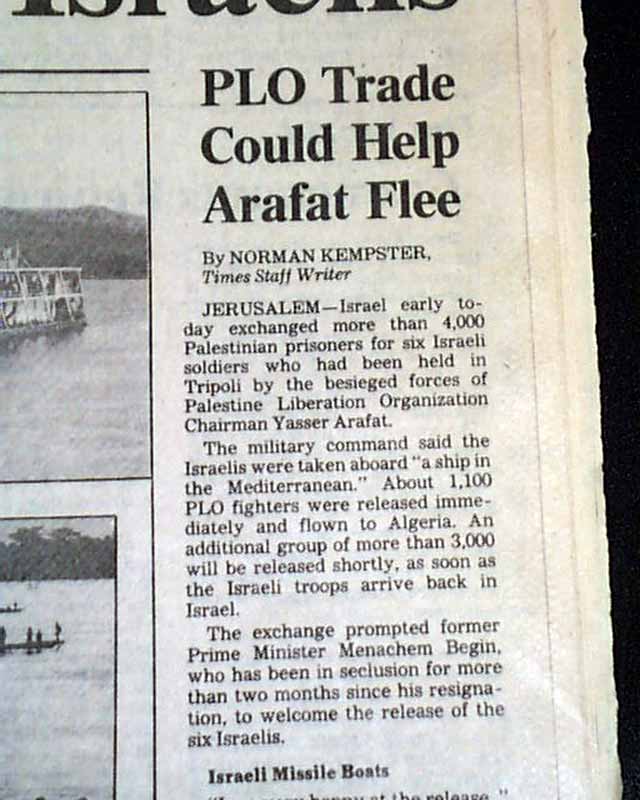 Israelis
PLO Trade
Could Help
Arafat Flee
By NORMAN KEMPSTER,
Times Staff Writer
JERUSALEM—Israel early to-
day exchanged more than 4,000
Palestinian prisoners for six Israeli
soldiers who had been held in
Tripoli by the besieged forces of
Palestine Liberation Organization
Chairman Yasser Arafat.
The military command said the
Israelis were taken aboard "a ship in
the Mediterranean." About 1,100
PLO fighters were released imme-
diately and flown to Algeria. An
additional group of more than 3,000
will be released shortly, as soon as
the Israeli troops arrive back in
Israel.
The exchange prompted former
Prime Minister Menachem Begin,
who has been in seclusion for more
than two months since his resigna-
tion, to welcome the release of the
six Israelis.
Israeli Missile Boats
very happy at the release,"